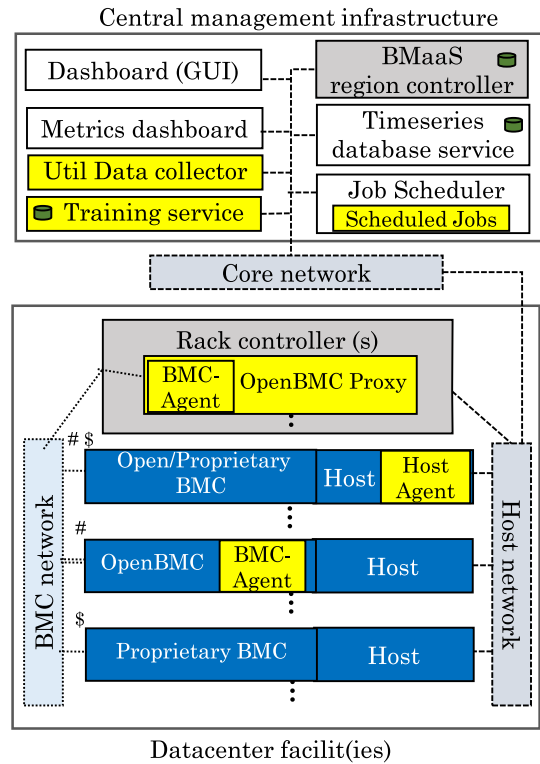 Central management infrastructure
Dashboard (GUI)
BMaaS
region controller
Metrics dashboard
Timeseries
database service
Util Data collector
Training service
Job Scheduler
Scheduled Jobs
Core network
Rack controller (s)
BMC-
Agent
OpenBMC Proxy
# $
Open/Proprietary
BMC
Host
Host
Agent
#
OpenBMC
BMC-
Agent
Host
$
Proprietary BMC
Host
BMC network
Host network
Datacenter facilit(ies)